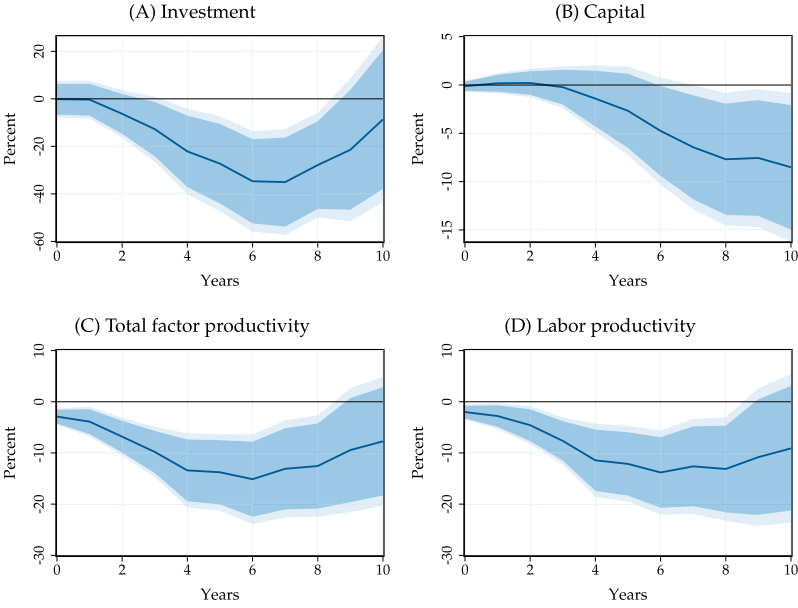 (A) Investment
Percent
20
0
-20
-40
-60
0 2 4 6 8 10
Years
(B) Capital
Percent
5
0
-5
-10
-15
0 2 4 6 8 10
Years
(C) Total factor productivity
Percent
10
0
-10
-20
-30
0 2 4 6 8 10
Years
(D) Labor productivity
Percent
10
0
-10
-20
-30
0 2 4 6 8 10
Years